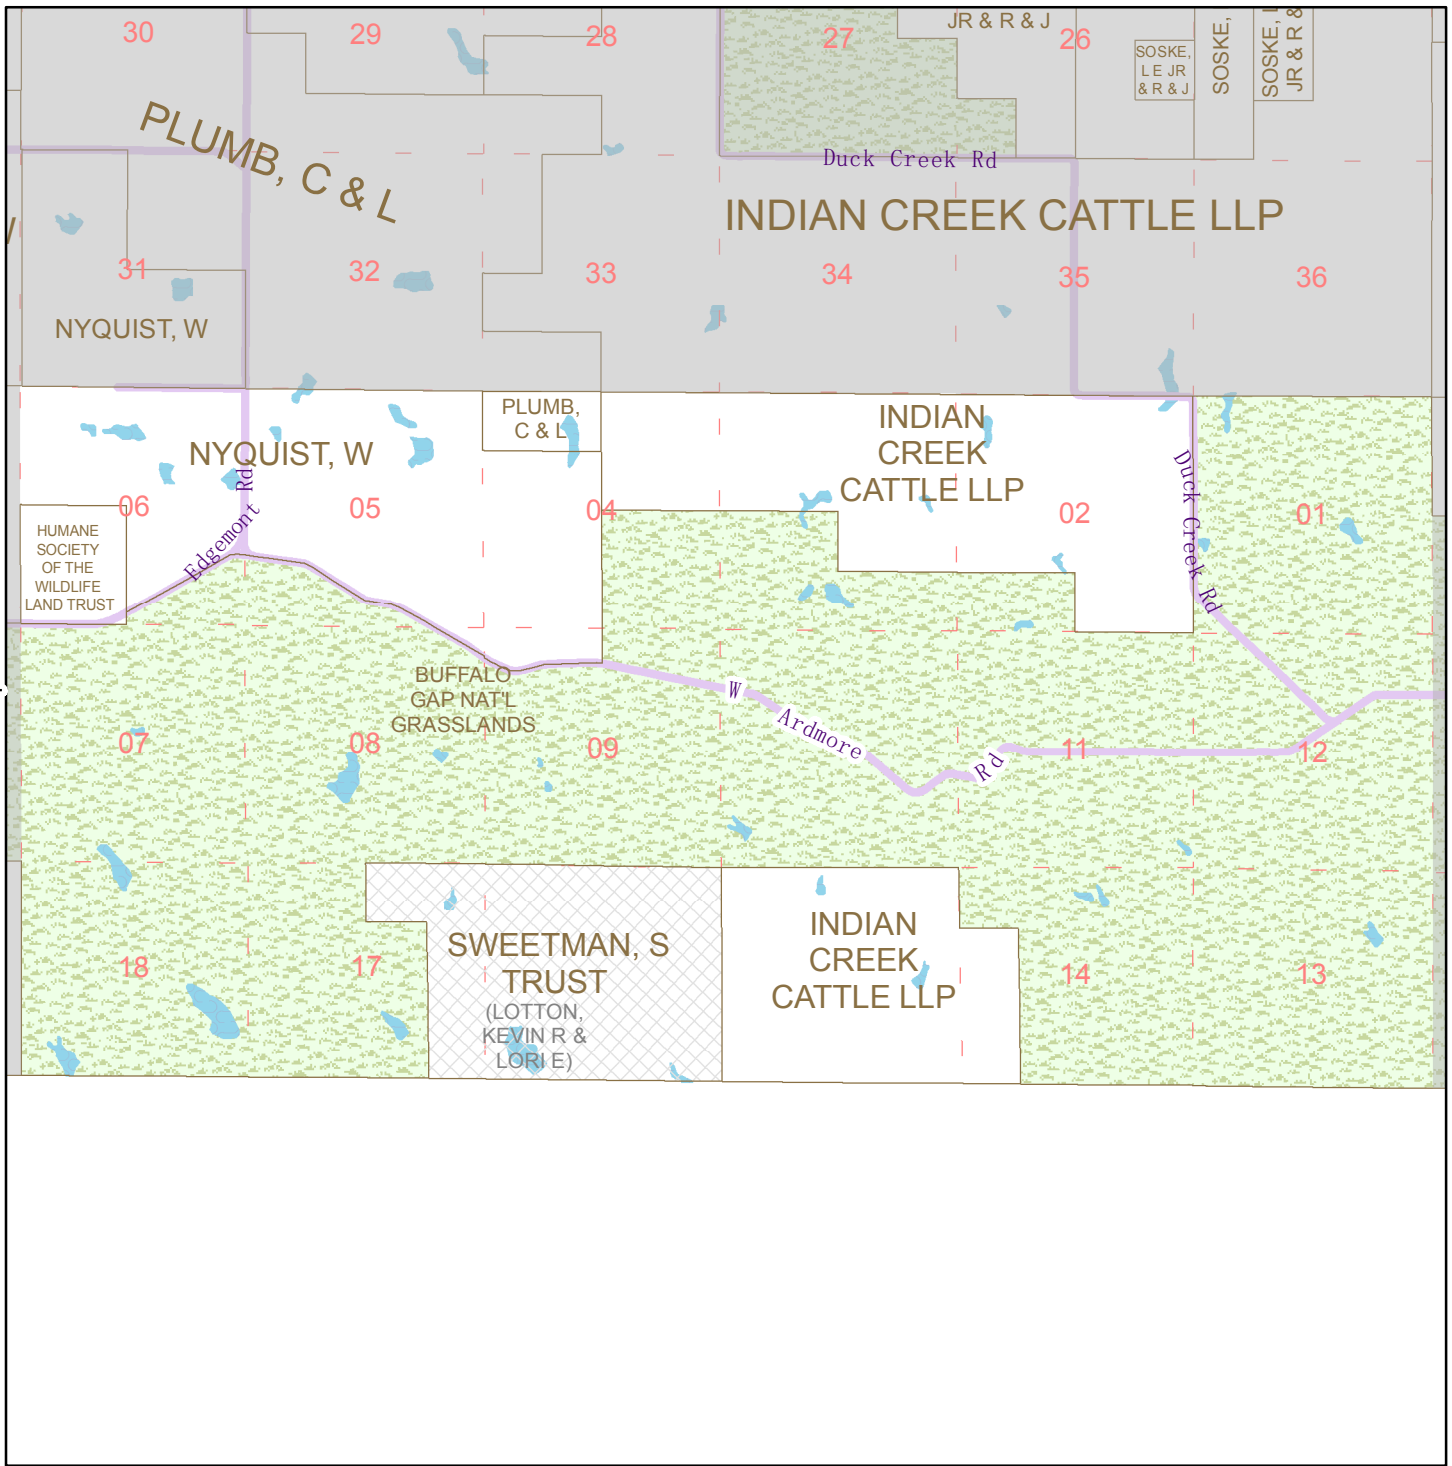 30
29
28
27
JR & R & J
26
SOSKE,
L E JR
& R & J
SOSKE,
SOSKE, L
JR & R &
PLUMB, C & L
Duck Creek Rd
INDIAN CREEK CATTLE LLP
31
32
33
34
35
36
NYQUIST, W
PLUMB,
C & L
INDIAN
CREEK
CATTLE LLP
NYQUIST, W
Edgemont Rd
Duck Creek Rd
06
05
04
02
01
HUMANE
SOCIETY
OF THE
WILDLIFE
LAND TRUST
BUFFALO
GAP NAT'L
GRASSLANDS
W Ardmore Rd
07
08
09
11
12
SWEETMAN, S
TRUST
(LOTTON,
KEVIN R &
LORI E)
INDIAN
CREEK
CATTLE LLP
18
17
14
13